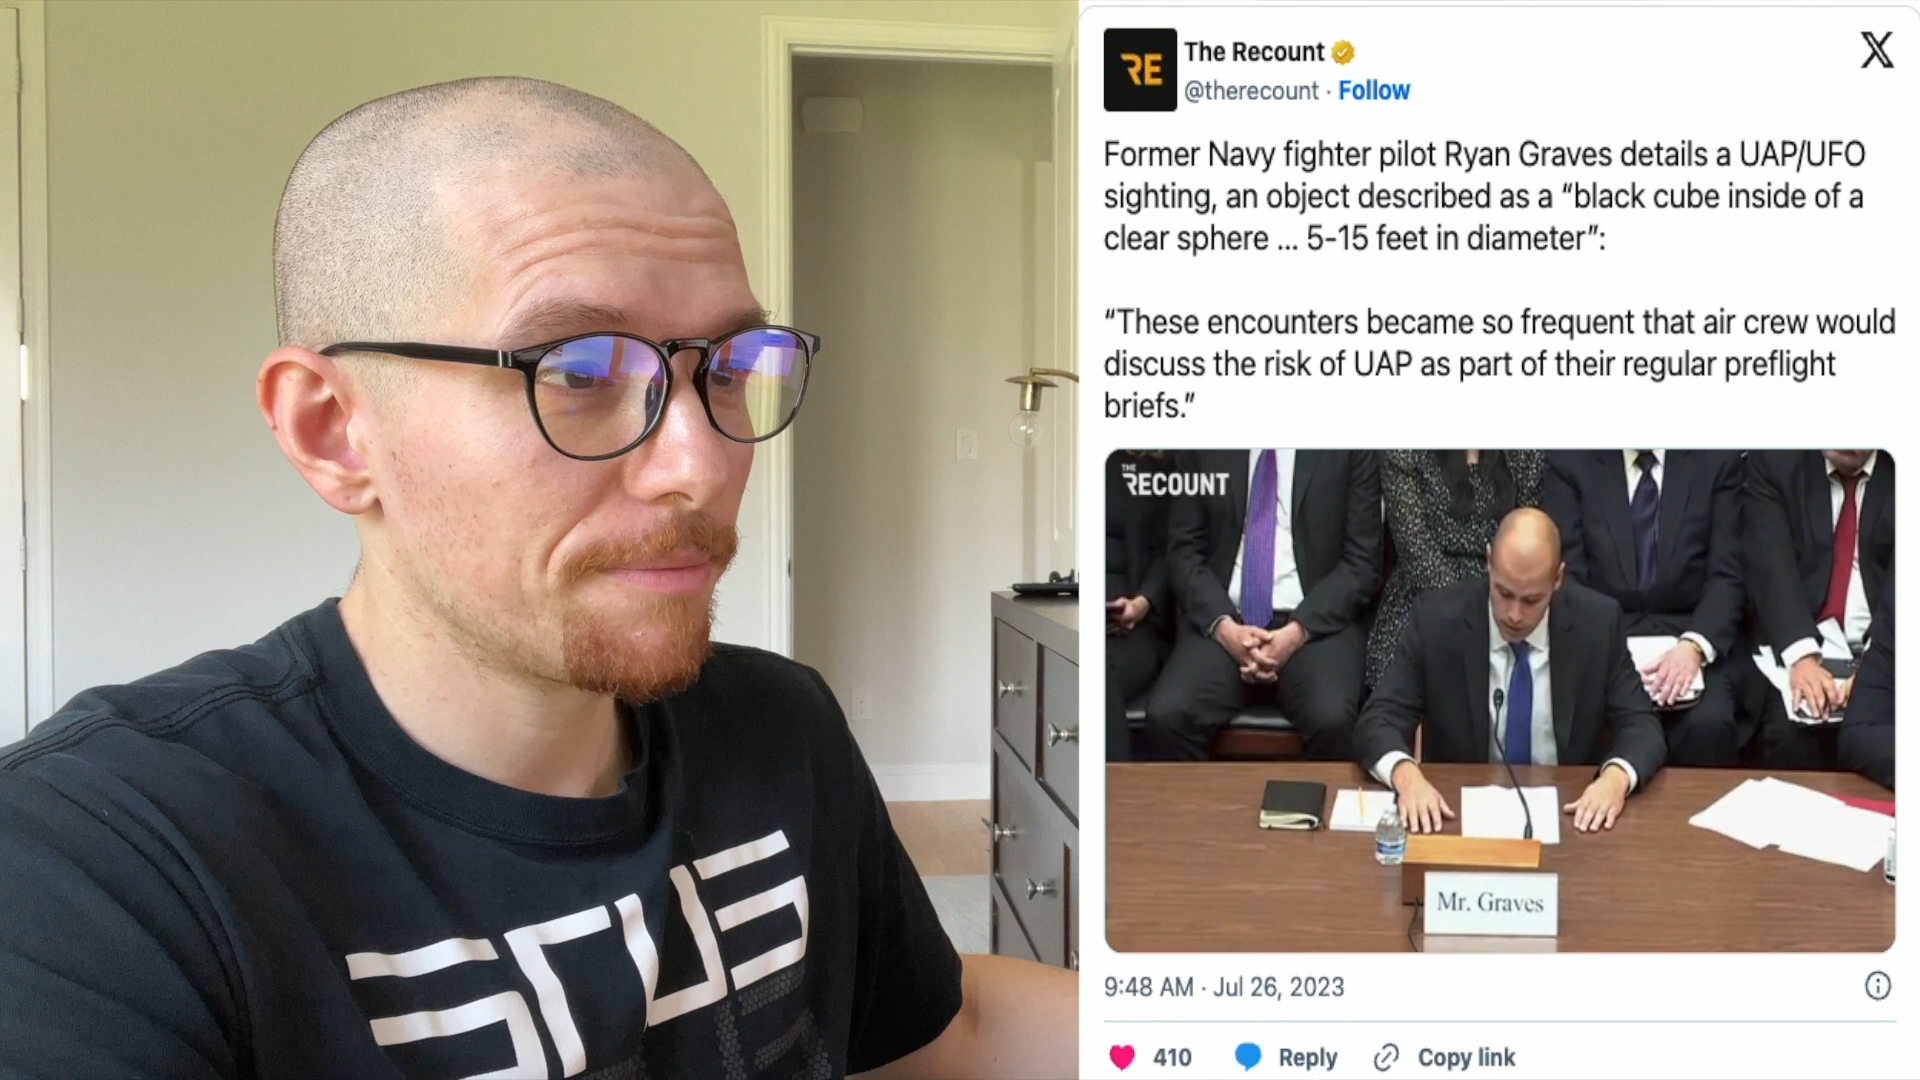 RE
The Recount
@therecount · Follow
X
Former Navy fighter pilot Ryan Graves details a UAP/UFO
sighting, an object described as a “black cube inside of a
clear sphere ... 5-15 feet in diameter”:
“These encounters became so frequent that air crew would
discuss the risk of UAP as part of their regular preflight
briefs.”
THE
RECOUNT
Mr. Graves
9:48 AM · Jul 26, 2023
410 Reply Copy link